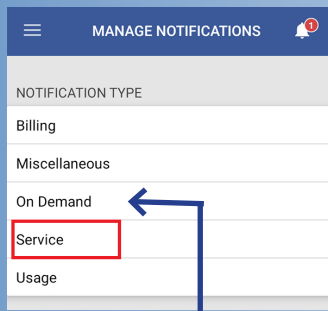 MANAGE NOTIFICATIONS
1
NOTIFICATION TYPE
Billing
Miscellaneous
On Demand
Service
Usage